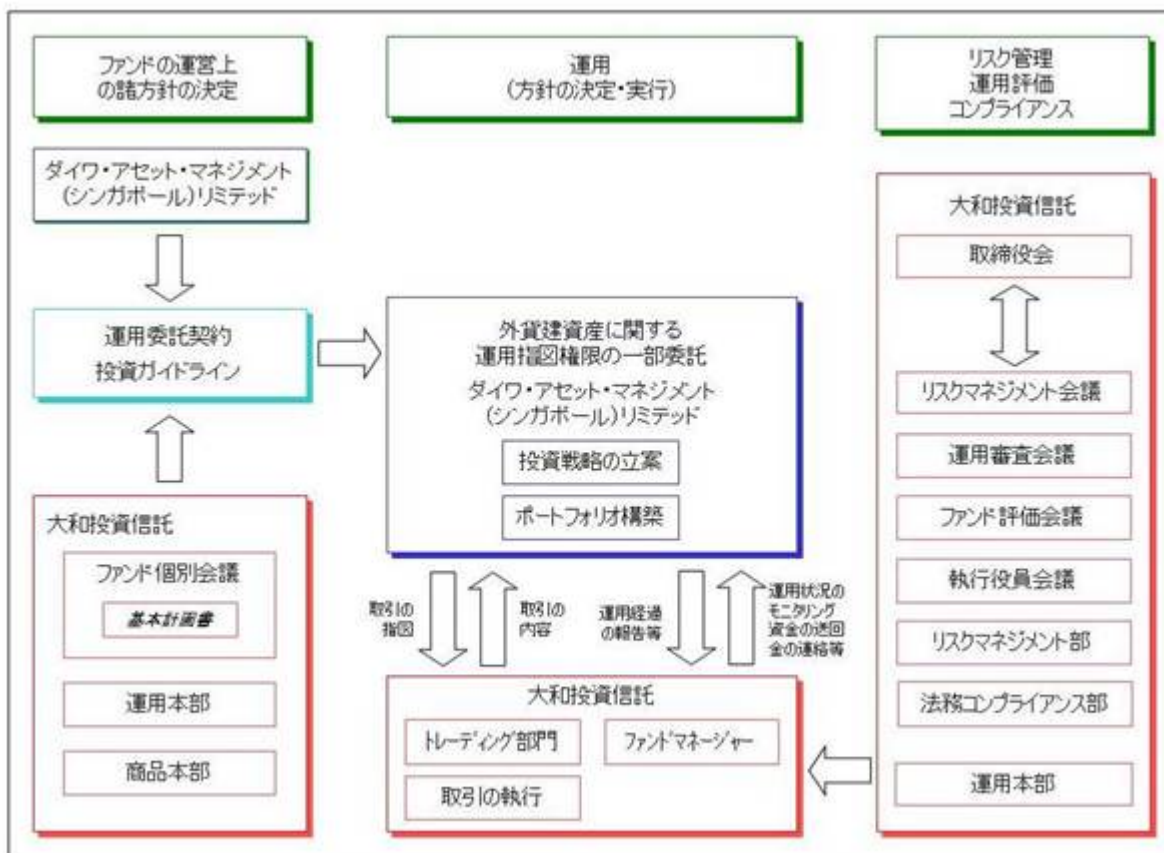 ファンドの運営上
の諸方針の決定
運用
(方針の決定・実行)
リスク管理
運用評価
コンプライアンス
ダイワ・アセット・マネジメント
(シンガポール)リミテッド
運用委託契約
投資ガイドライン
大和投資信託
ファンド個別会議
基本計画書
運用本部
商品本部
外貨建資産に関する
運用指図権限の一部委託
ダイワ・アセット・マネジメント
(シンガポール)リミテッド
投資戦略の立案
ポートフォリオ構築
取引の
指図
取引の
内容
運用経過
の報告等
運用状況の
モニタリング
資金の送回
金の連絡等
大和投資信託
トレーディング部門
ファンドマネージャー
取引の執行
大和投資信託
取締役会
リスクマネジメント会議
運用審査会議
ファンド評価会議
執行役員会議
リスクマネジメント部
法務コンプライアンス部
運用本部